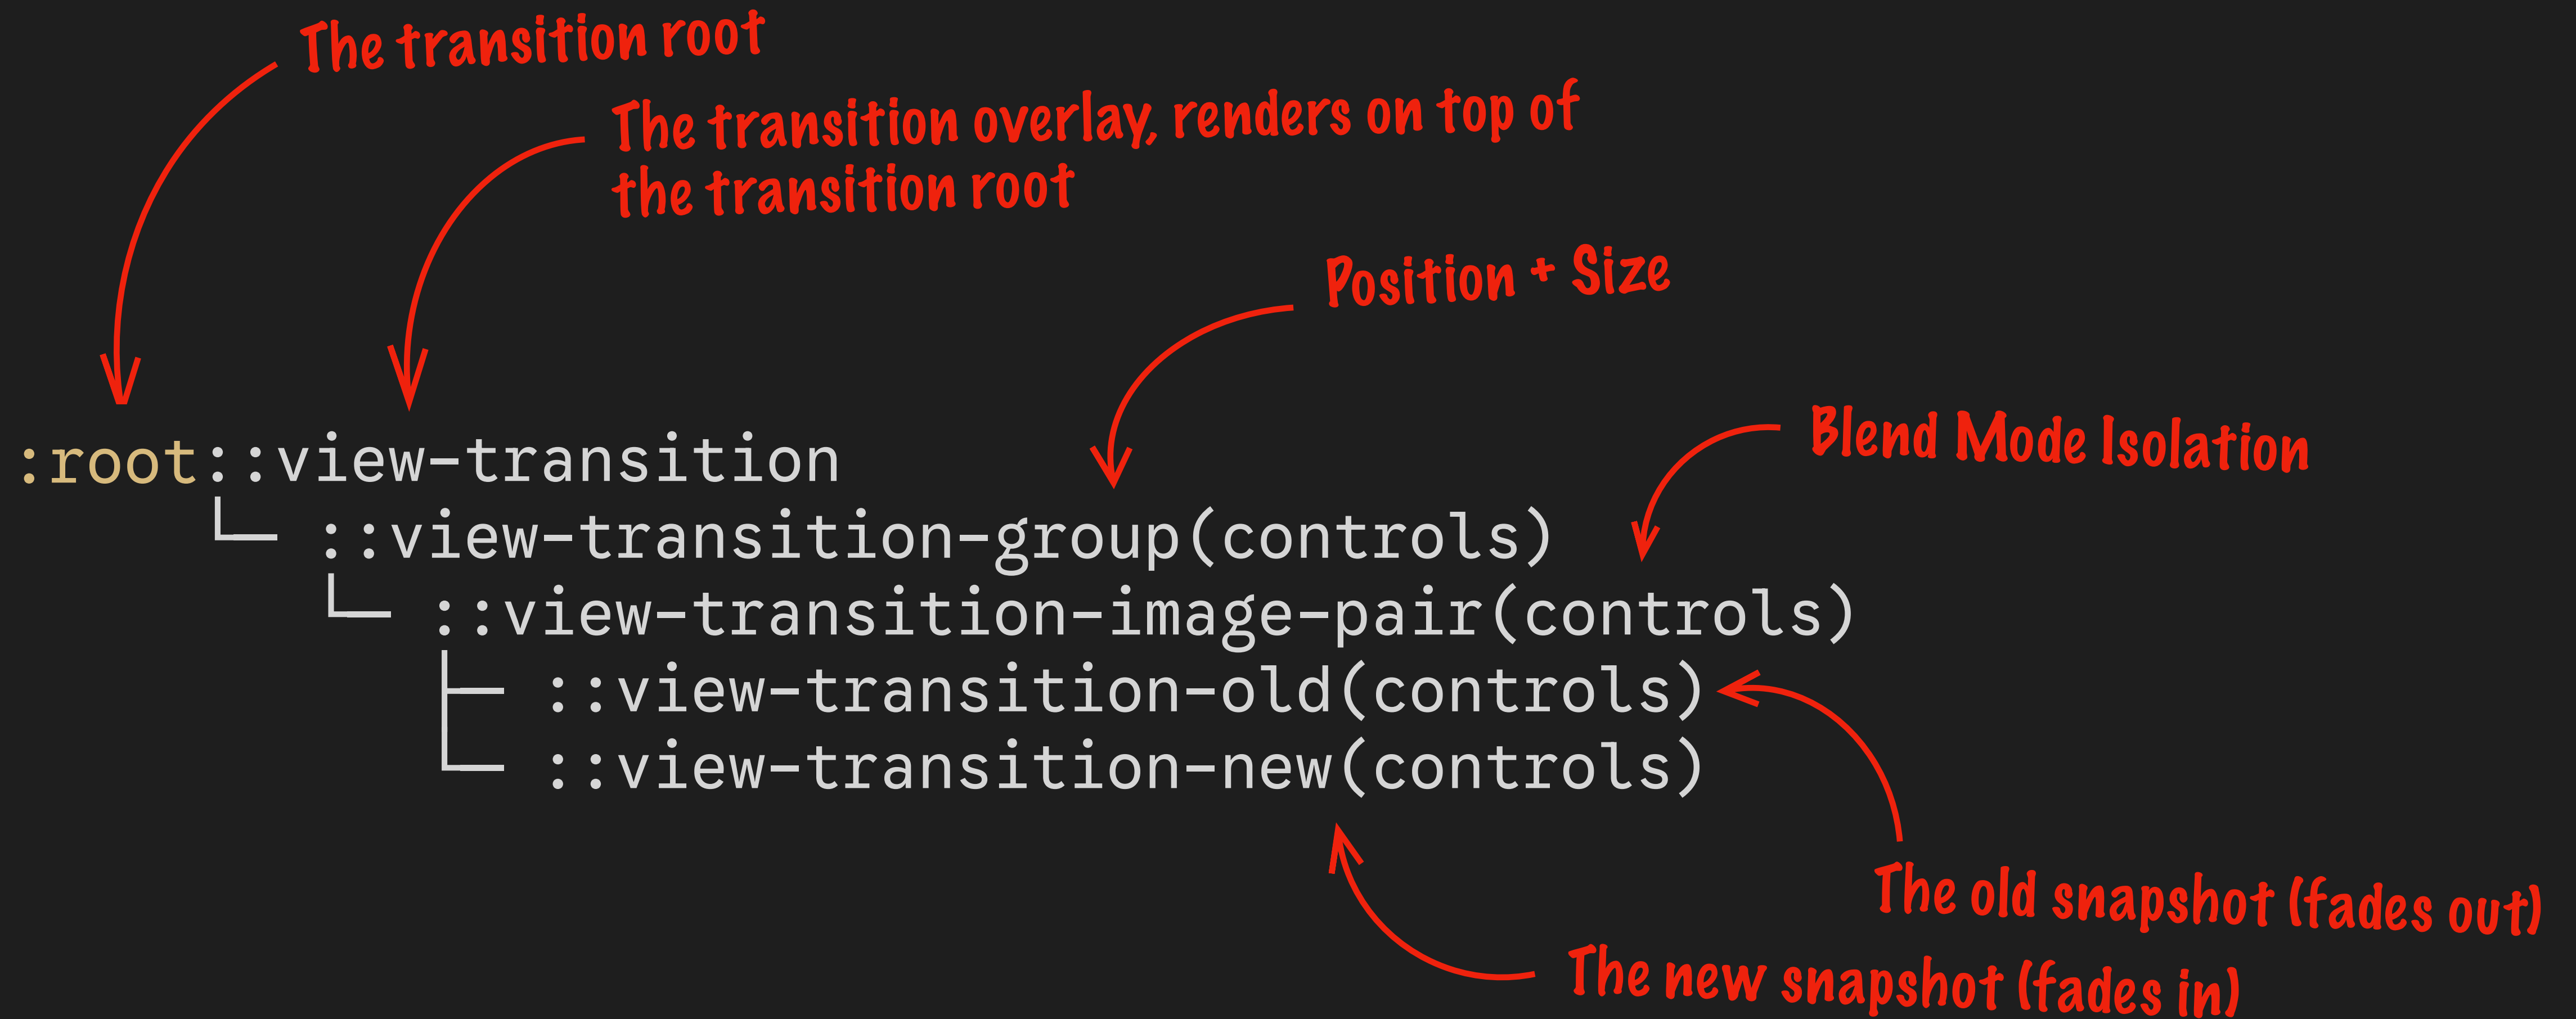 The transition root
The transition overlay, renders on top of
the transition root
Position + Size
Blend Mode Isolation
:root::view-transition
::view-transition-group(controls)
::view-transition-image-pair(controls)
::view-transition-old(controls)
::view-transition-new(controls)
The old snapshot (fades out)
The new snapshot (fades in)